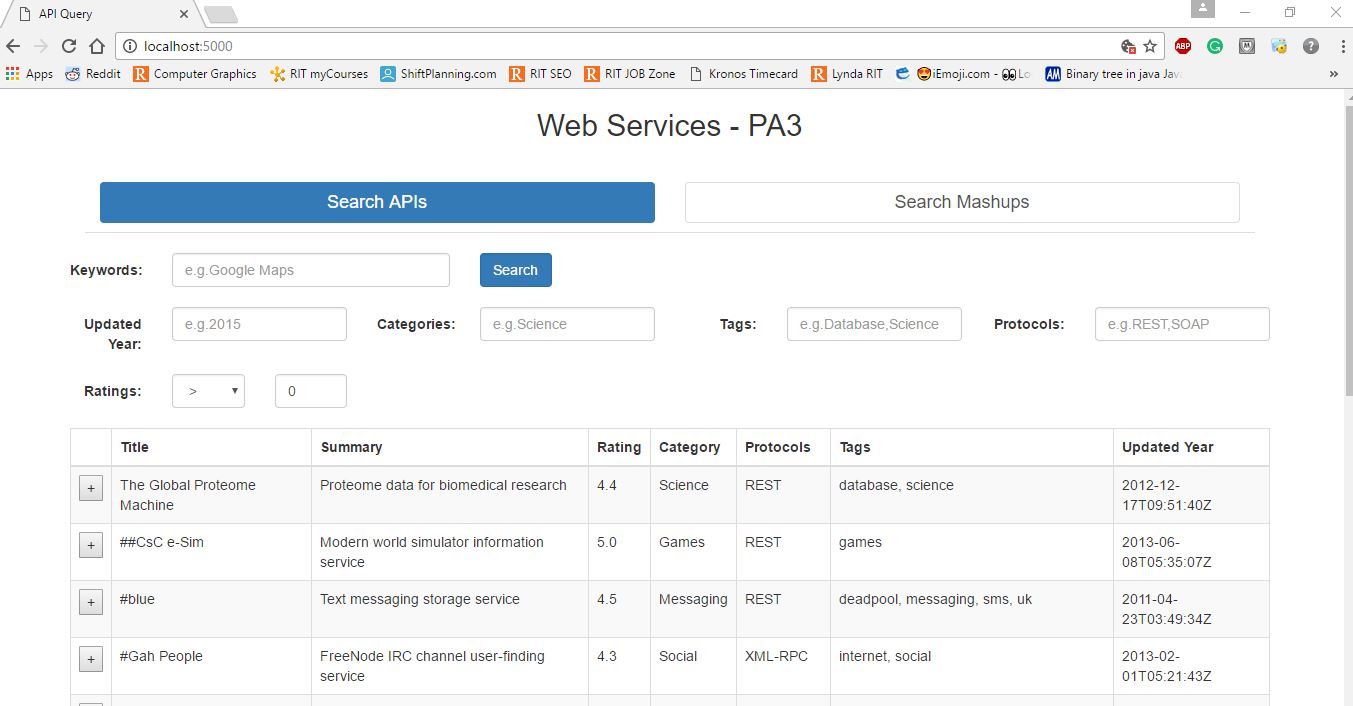 API Query
localhost:5000
ABP
Apps Reddit Computer Graphics RIT myCourses ShiftPlanning.com RIT SEO RIT JOB Zone Kronos Timecard Lynda RIT iEmoji.com - Lo Binary tree in java Jav
Web Services - PA3
Search APIs Search Mashups
Keywords: e.g.Google Maps Search
Updated Year: e.g.2015 Categories: e.g.Science Tags: e.g.Database,Science Protocols: e.g.REST,SOAP
Ratings: > 0
Title Summary Rating Category Protocols Tags Updated Year
+ The Global Proteome Proteome data for biomedical research 4.4 Science REST database, science 2012-12-
Machine 17T09:51:40Z
+ ##CsC e-Sim Modern world simulator information 5.0 Games REST games 2013-06-
service 08T05:35:07Z
+ #blue Text messaging storage service 4.5 Messaging REST deadpool, messaging, sms, uk 2011-04-
23T03:49:34Z
+ #Gah People FreeNode IRC channel user-finding 4.3 Social XML-RPC internet, social 2013-02-
service 01T05:21:43Z